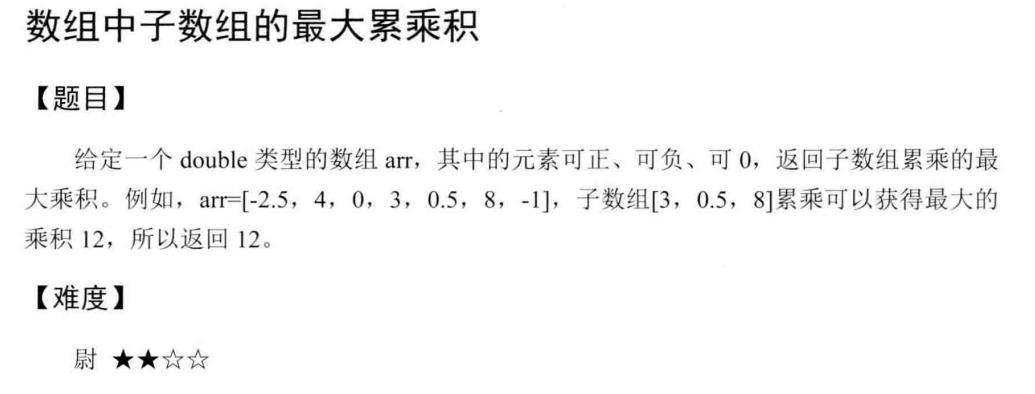 数组中子数组的最大累乘积
【题目】
给定一个 double 类型的数组 arr，其中的元素可正、可负、可 0，返回子数组累乘的最
大乘积。例如，arr=[-2.5，4，0，3，0.5，8，-1]，子数组[3，0.5，8]累乘可以获得最大的
乘积 12，所以返回 12。
【难度】
尉 ★★☆☆